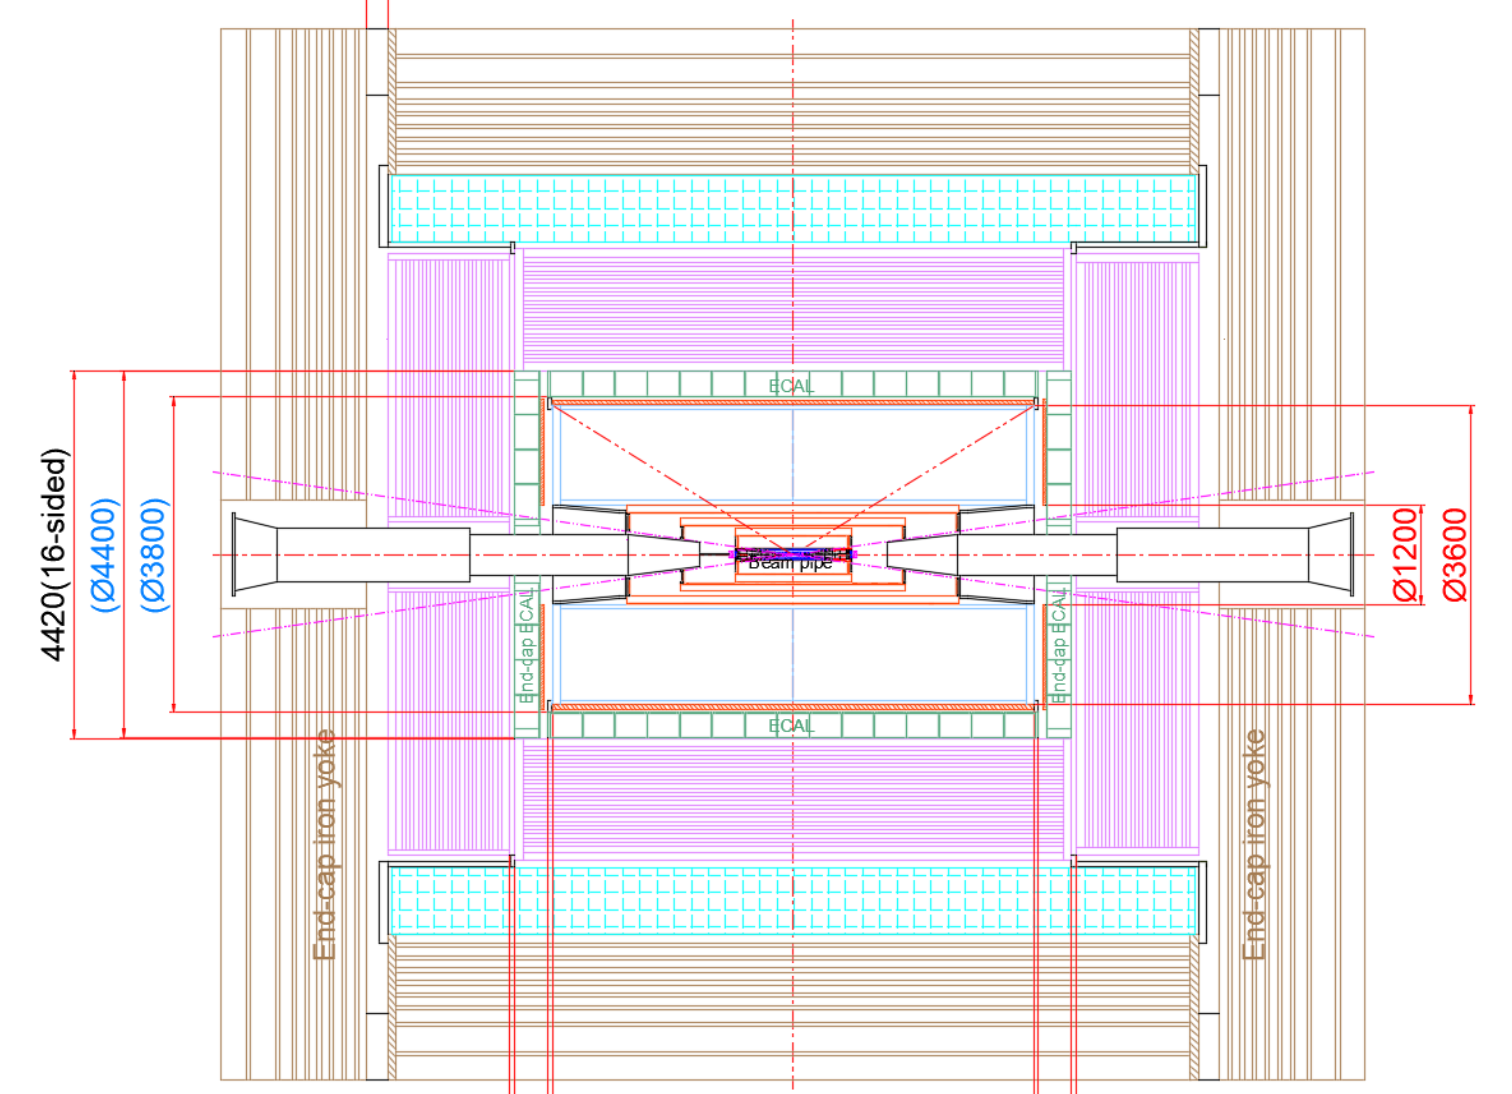 ECAL
4420(16-sided)
(Ø4400)
(Ø3800)
Beam pipe
Ø1200
Ø3600
End-cap ECAL
End-cap ECAL
ECAL
End-cap iron yoke
End-cap iron yoke